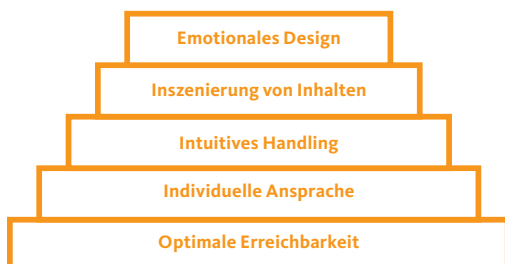 Emotionales Design
Inszenierung von Inhalten
Intuitives Handling
Individuelle Ansprache
Optimale Erreichbarkeit